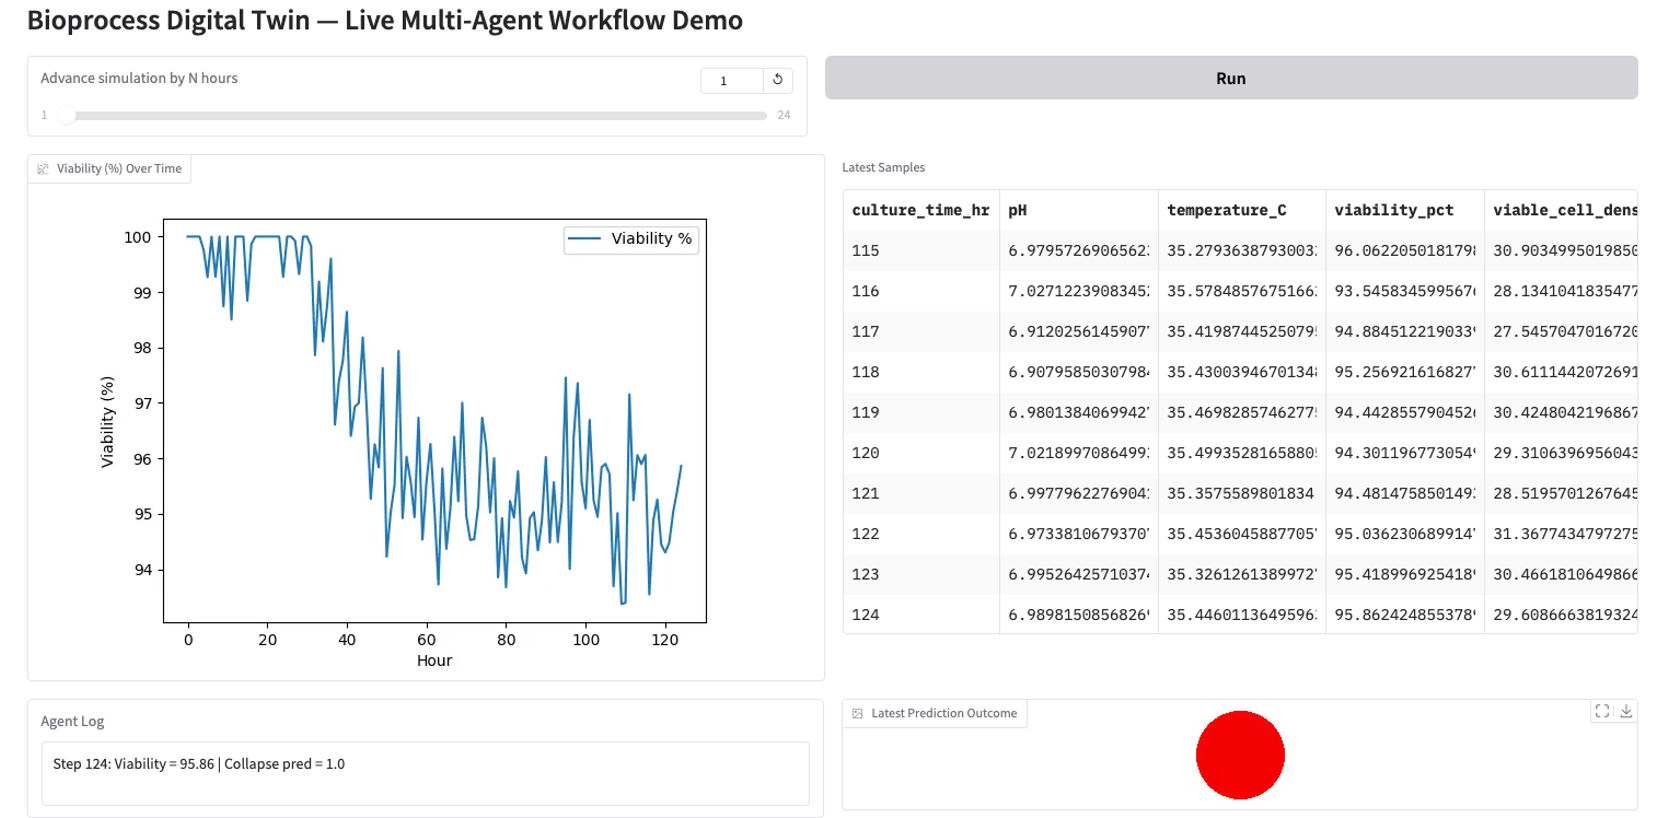 Bioprocess Digital Twin — Live Multi-Agent Workflow Demo
Advance simulation by N hours
1
1
24
Run
Viability (%) Over Time
Viability %
100
99
98
97
96
95
94
Viability (%)
0 20 40 60 80 100 120
Hour
Latest Samples
culture_time_hr pH temperature_C viability_pct viable_cell_dens
115 6.9795726906562 35.2793638793003 96.062205018179 30.9034995019850
116 7.0271223908345 35.5784857675166 93.545834599567 28.1341041835477
117 6.9120256145907 35.4198744525079 94.884512219033 27.5457047016720
118 6.9079585030798 35.4300394670134 95.256921616827 30.6111442072691
119 6.9801384069942 35.4698285746277 94.442855790452 30.4248042196867
120 7.0218997086499 35.4993528165880 94.301196773054 29.3106396956043
121 6.9977962276904 35.3575589801834 94.481475850149 28.5195701267645
122 6.9733810679370 35.4536045887705 95.036230689914 31.3677434797275
123 6.9952642571037 35.3261261389972 95.418996925418 30.4661810649866
124 6.9898150856826 35.4460113649596 95.862424855378 29.6086663819324
Agent Log
Step 124: Viability = 95.86 | Collapse pred = 1.0
Latest Prediction Outcome